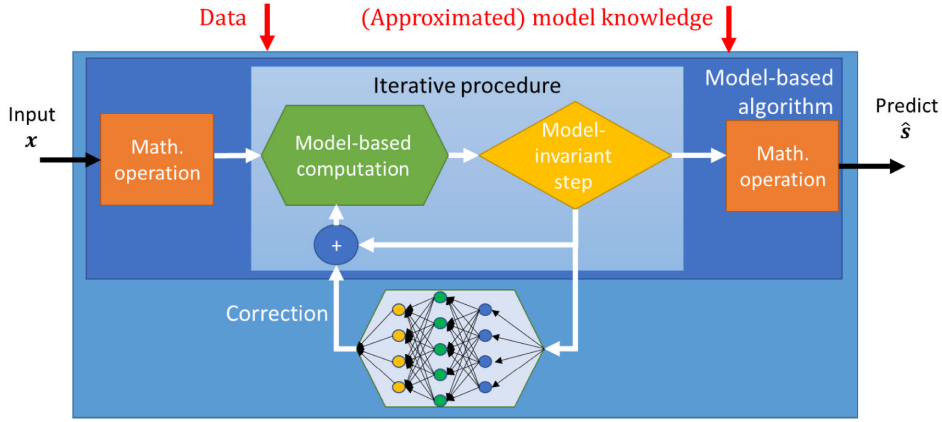 Data
(Approximated) model knowledge
Iterative procedure
Model-based
algorithm
Input
x
Predict
ŝ
Math.
operation
Model-based
computation
Model-
invariant
step
Math.
operation
+
Correction